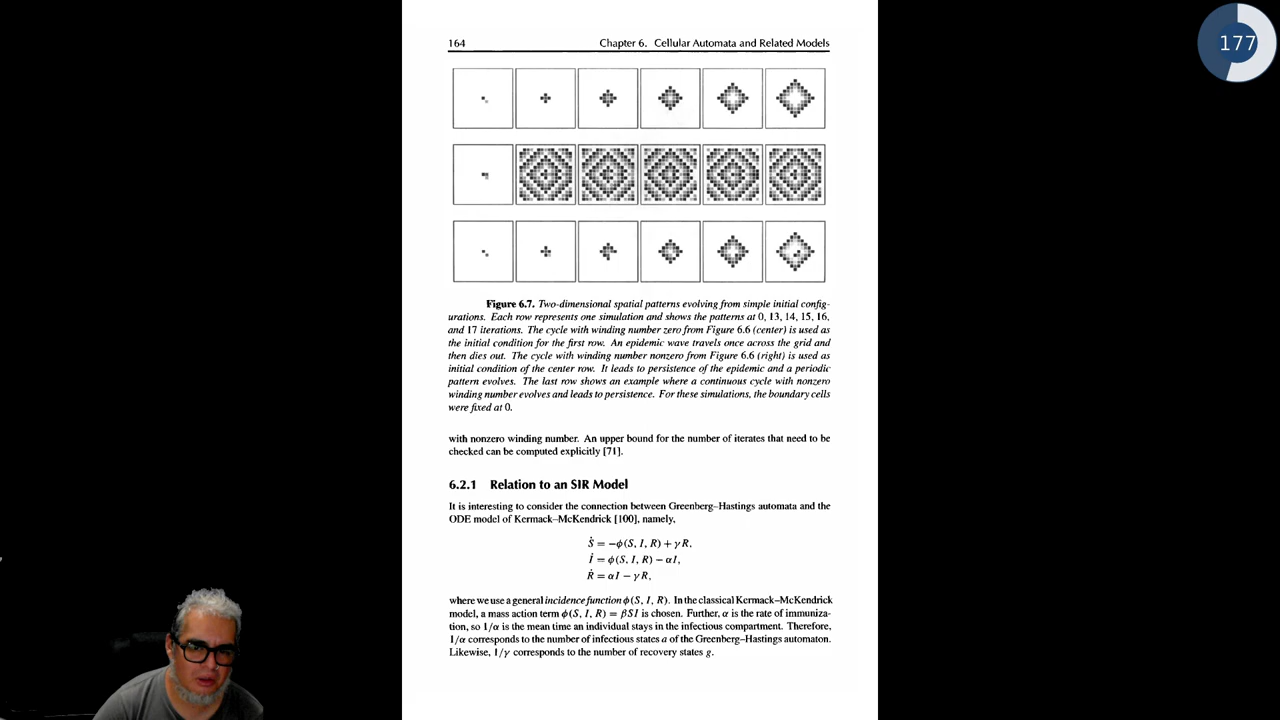 177
164 Chapter 6. Cellular Automata and Related Models
Figure 6.7. Two-dimensional spatial patterns evolving from simple initial config-
urations. Each row represents one simulation and shows the patterns at 0, 13, 14, 15, 16,
and 17 iterations. The cycle with winding number zero from Figure 6.6 (center) is used as
the initial condition for the first row. An epidemic wave travels once across the grid and
then dies out. The cycle with winding number nonzero from Figure 6.6 (right) is used as
initial condition of the center row. It leads to persistence of the epidemic and a periodic
pattern evolves. The last row shows an example where a continuous cycle with nonzero
winding number evolves and leads to persistence. For these simulations, the boundary cells
were fixed at 0.
with nonzero winding number. An upper bound for the number of iterates that need to be
checked can be computed explicitly [71].
6.2.1 Relation to an SIR Model
It is interesting to consider the connection between Greenberg–Hastings automata and the
ODE model of Kermack–McKendrick [100], namely,
Ṡ = −ϕ(S, I, R) + γR,
İ = ϕ(S, I, R) − αI,
Ṙ = αI − γR,
where we use a general incidence function ϕ(S, I, R). In the classical Kermack–McKendrick
model, a mass action term ϕ(S, I, R) = βSI is chosen. Further, α is the rate of immuniza-
tion, so 1/α is the mean time an individual stays in the infectious compartment. Therefore,
1/α corresponds to the number of infectious states a of the Greenberg–Hastings automaton.
Likewise, 1/γ corresponds to the number of recovery states g.